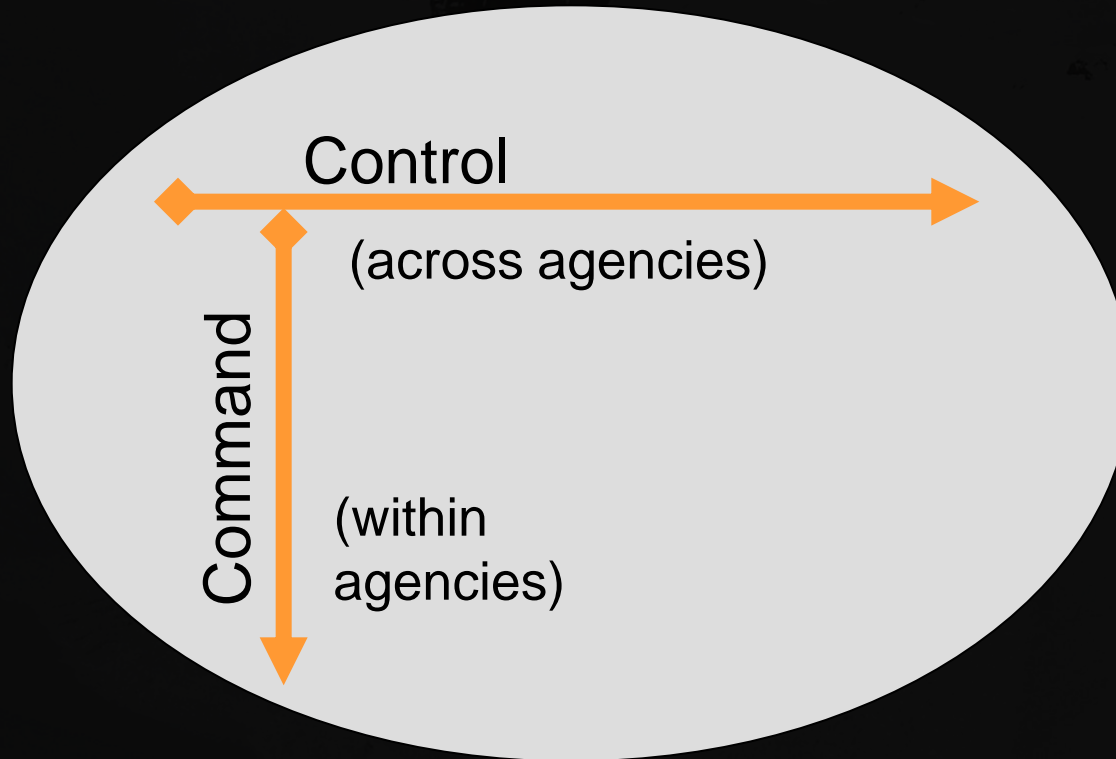 Control
(across agencies)
Command
(within
agencies)